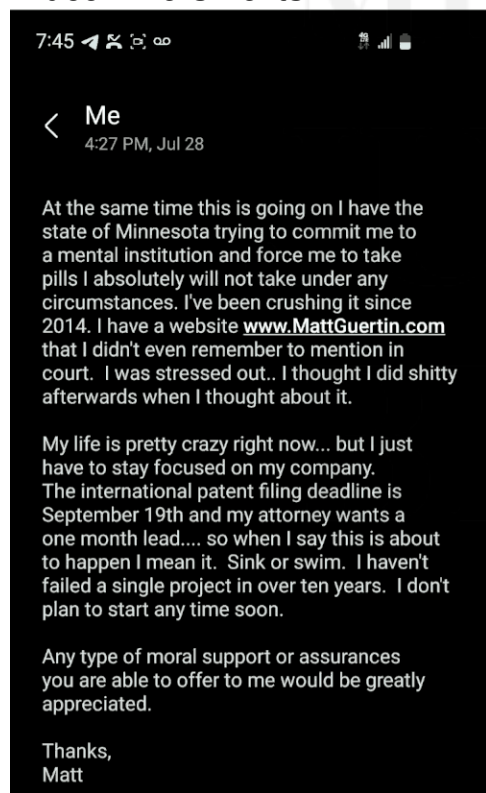 7:45
Me
4:27 PM, Jul 28
At the same time this is going on I have the
state of Minnesota trying to commit me to
a mental institution and force me to take
pills I absolutely will not take under any
circumstances. I've been crushing it since
2014. I have a website www.MattGuertin.com
that I didn't even remember to mention in
court.  I was stressed out.. I thought I did shitty
afterwards when I thought about it.
My life is pretty crazy right now... but I just
have to stay focused on my company.
The international patent filing deadline is
September 19th and my attorney wants a
one month lead.... so when I say this is about
to happen I mean it.  Sink or swim.  I haven't
failed a single project in over ten years.  I don't
plan to start any time soon.
Any type of moral support or assurances
you are able to offer to me would be greatly
appreciated.
Thanks,
Matt